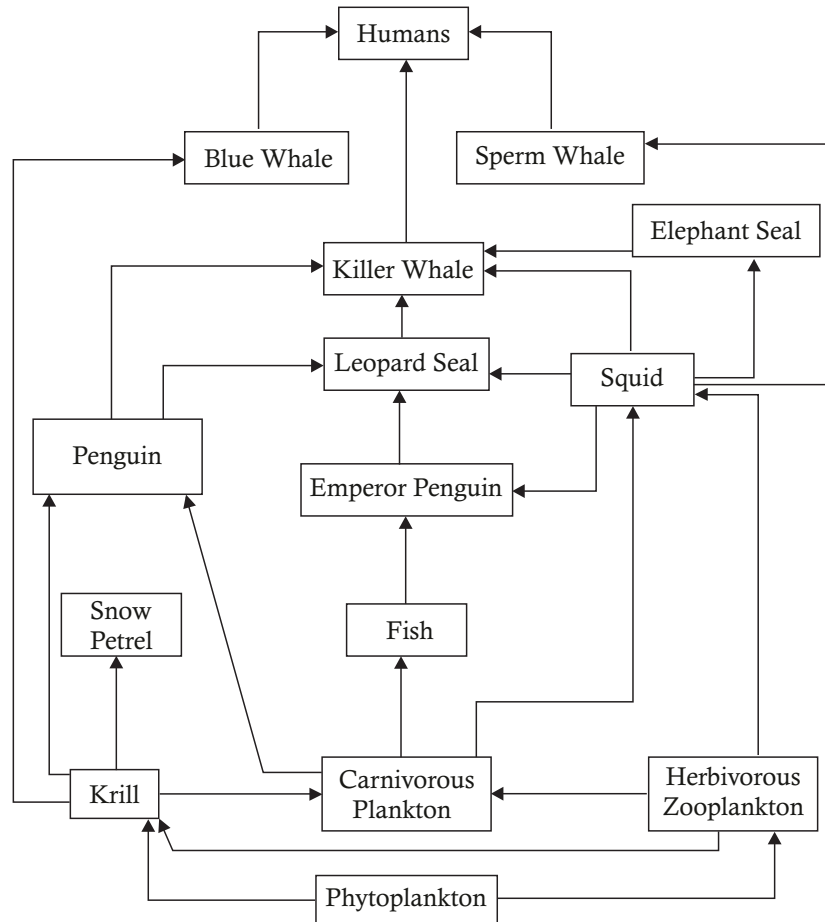 Humans
Blue Whale
Sperm Whale
Elephant Seal
Killer Whale
Leopard Seal
Squid
Penguin
Emperor Penguin
Snow
Petrel
Fish
Krill
Carnivorous
Plankton
Herbivorous
Zooplankton
Phytoplankton